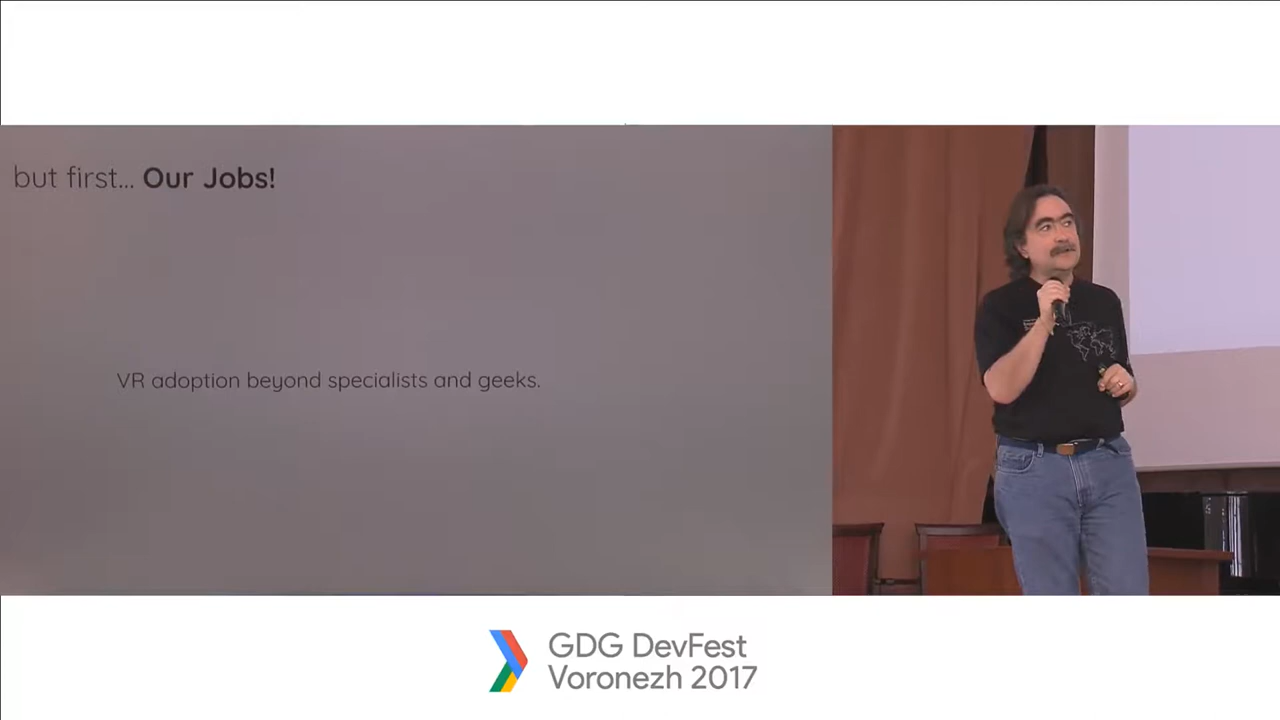 but first... Our Jobs!
VR adoption beyond specialists and geeks.
GDG DevFest
Voronezh 2017